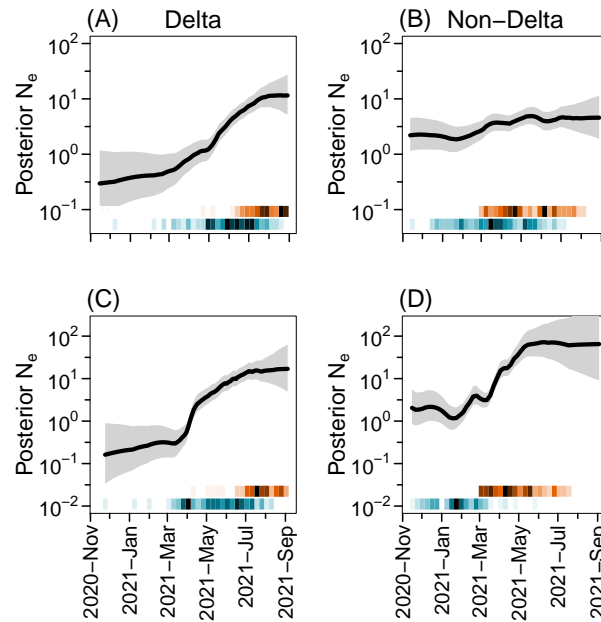 (A) Delta (B) Non−Delta
Posterior Nₑ
10²
10¹
10⁰
10⁻¹
Posterior Nₑ
10²
10¹
10⁰
10⁻¹
(C)
(D)
Posterior Nₑ
10²
10¹
10⁰
10⁻¹
10⁻²
Posterior Nₑ
10²
10¹
10⁰
10⁻¹
10⁻²
2020−Nov
2021−Jan
2021−Mar
2021−May
2021−Jul
2021−Sep
2020−Nov
2021−Jan
2021−Mar
2021−May
2021−Jul
2021−Sep